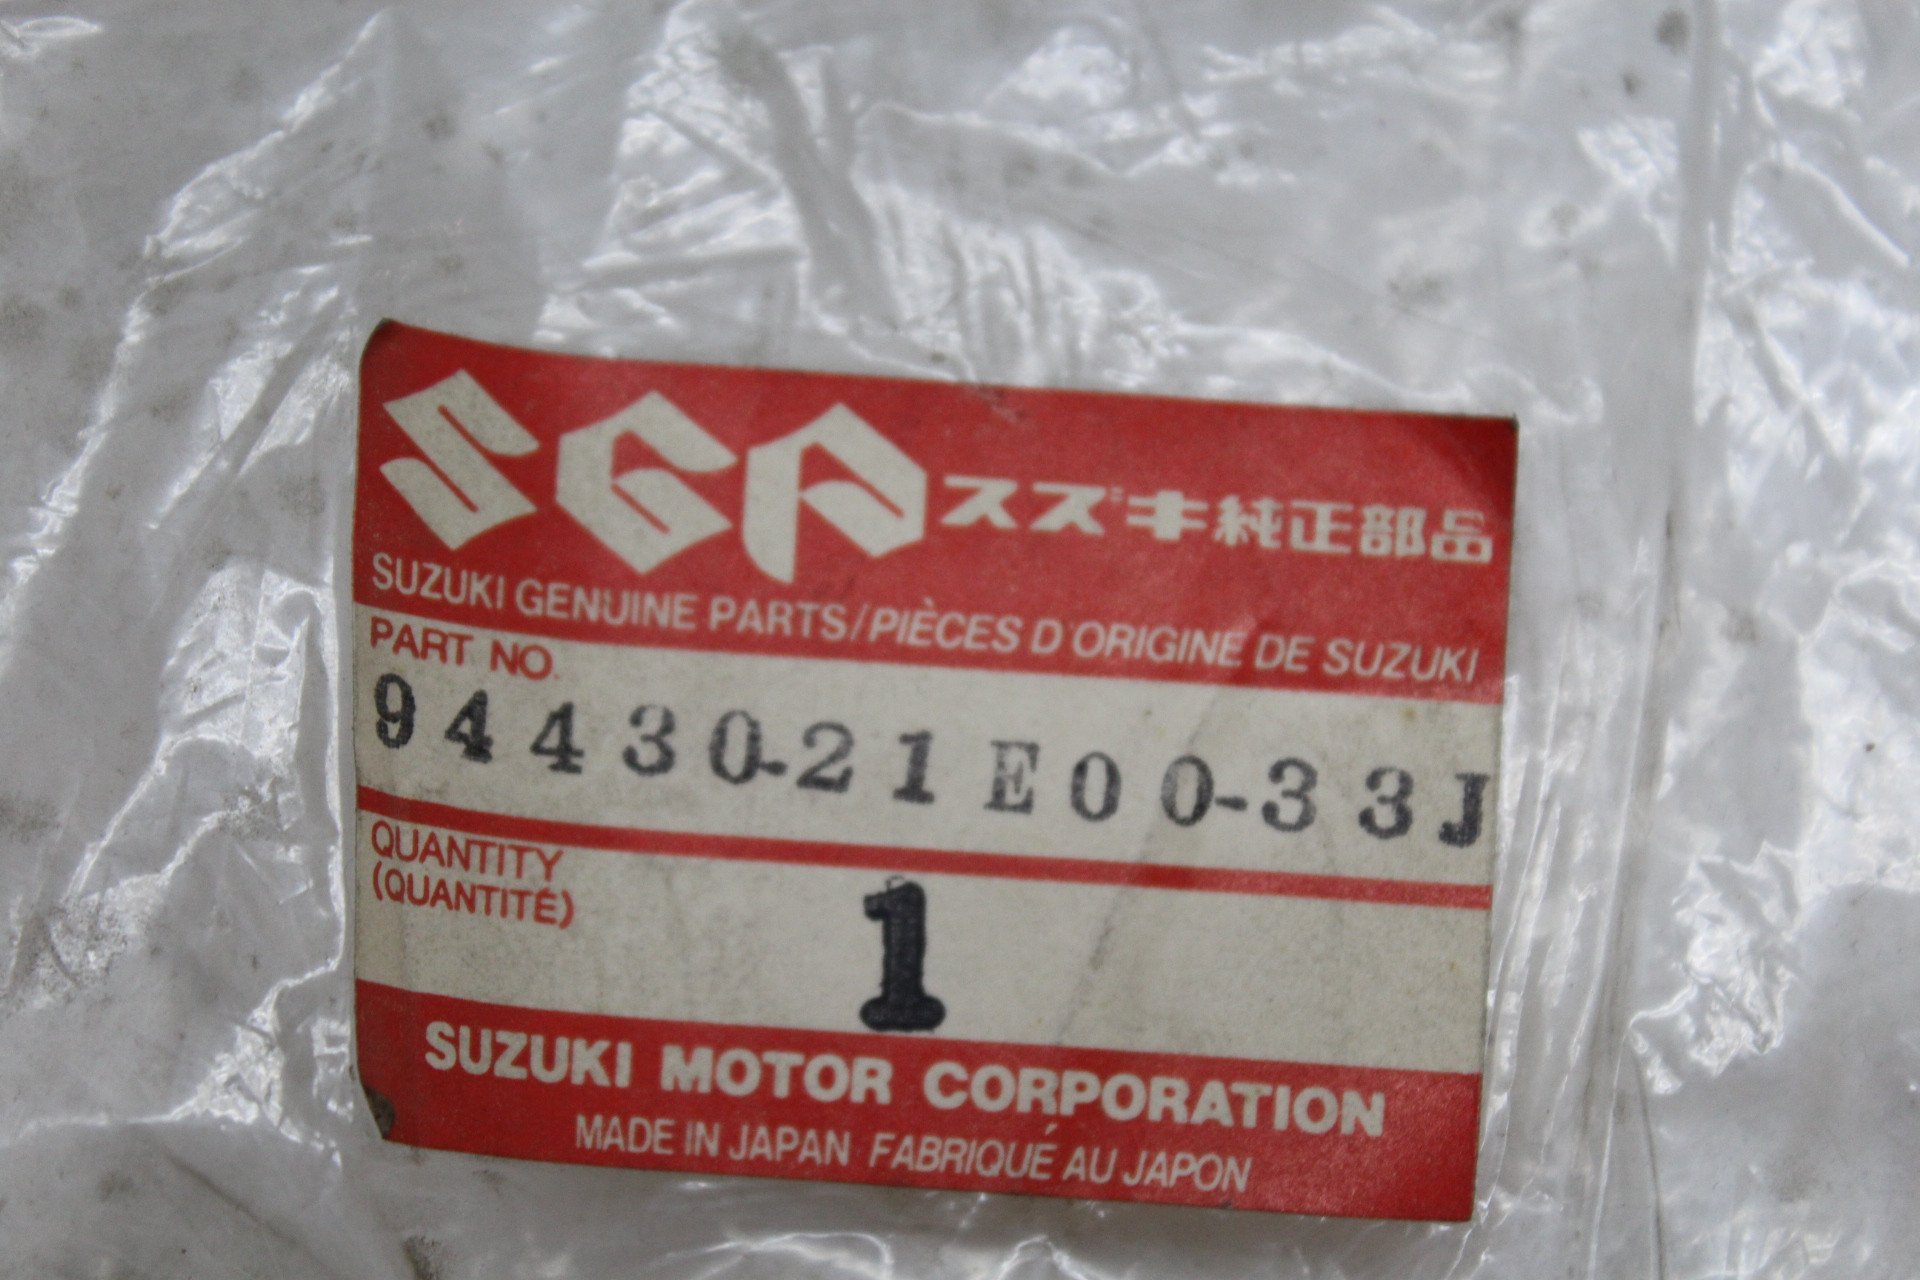 SGP スズキ純正部品
SUZUKI GENUINE PARTS/PIÈCES D'ORIGINE DE SUZUKI
PART NO.
94430-21E00-33J
QUANTITY
(QUANTITÉ)
1
SUZUKI MOTOR CORPORATION
MADE IN JAPAN FABRIQUÉ AU JAPON